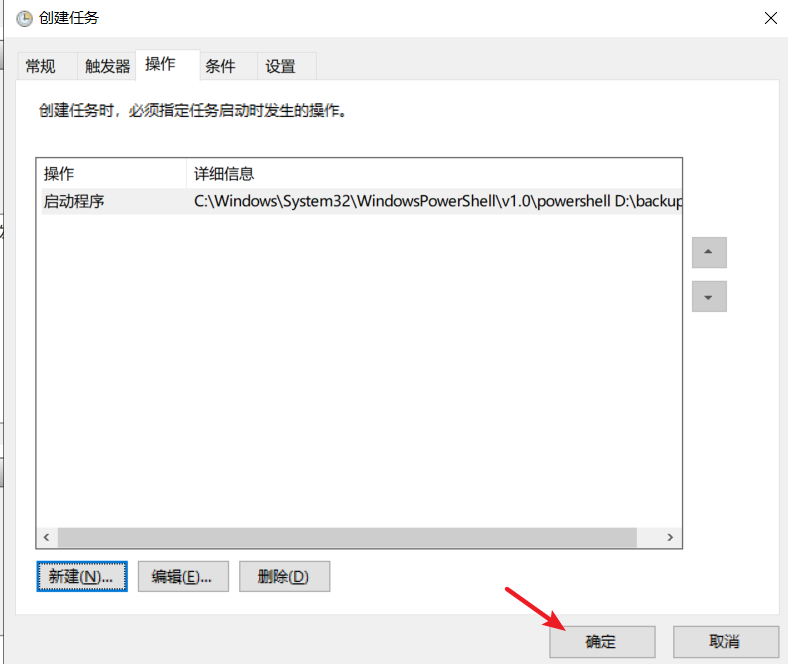 创建任务
常规 触发器 操作 条件 设置
创建任务时，必须指定任务启动时发生的操作。
操作 详细信息
启动程序 C:\Windows\System32\WindowsPowerShell\v1.0\powershell D:\backup
新建(N)... 编辑(E)... 删除(D)
确定 取消